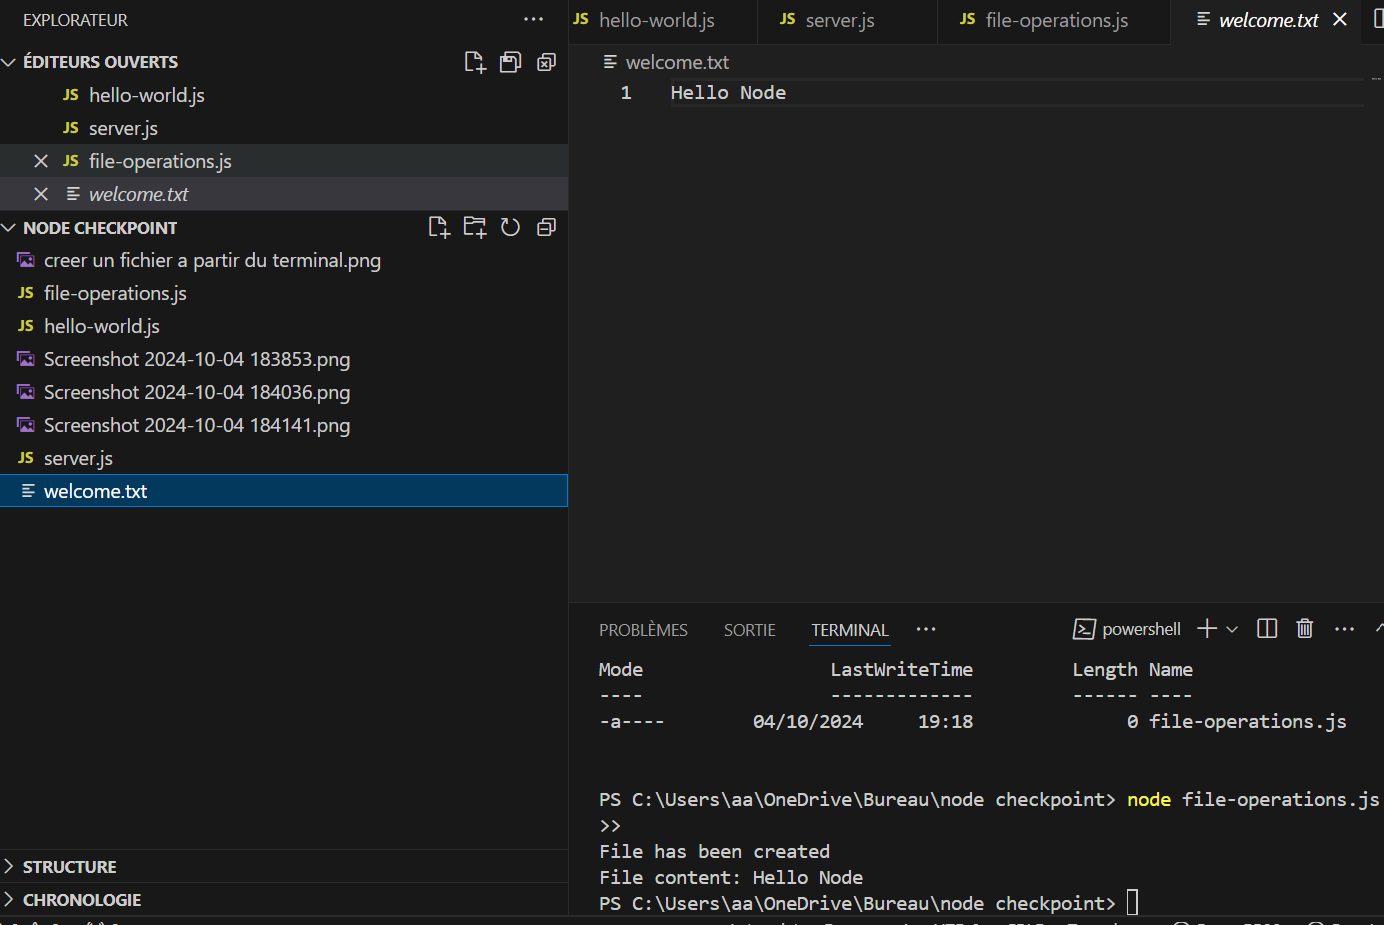 EXPLORATEUR
ÉDITEURS OUVERTS
JS hello-world.js
JS server.js
JS file-operations.js
welcome.txt
NODE CHECKPOINT
creer un fichier a partir du terminal.png
JS file-operations.js
JS hello-world.js
Screenshot 2024-10-04 183853.png
Screenshot 2024-10-04 184036.png
Screenshot 2024-10-04 184141.png
JS server.js
welcome.txt
STRUCTURE
CHRONOLOGIE
JS hello-world.js JS server.js JS file-operations.js welcome.txt
welcome.txt
1 Hello Node
PROBLÈMES SORTIE TERMINAL powershell
Mode LastWriteTime Length Name
---- ------------- ------ ----
-a---- 04/10/2024 19:18 0 file-operations.js
PS C:\Users\aa\OneDrive\Bureau\node checkpoint> node file-operations.js
>>
File has been created
File content: Hello Node
PS C:\Users\aa\OneDrive\Bureau\node checkpoint>